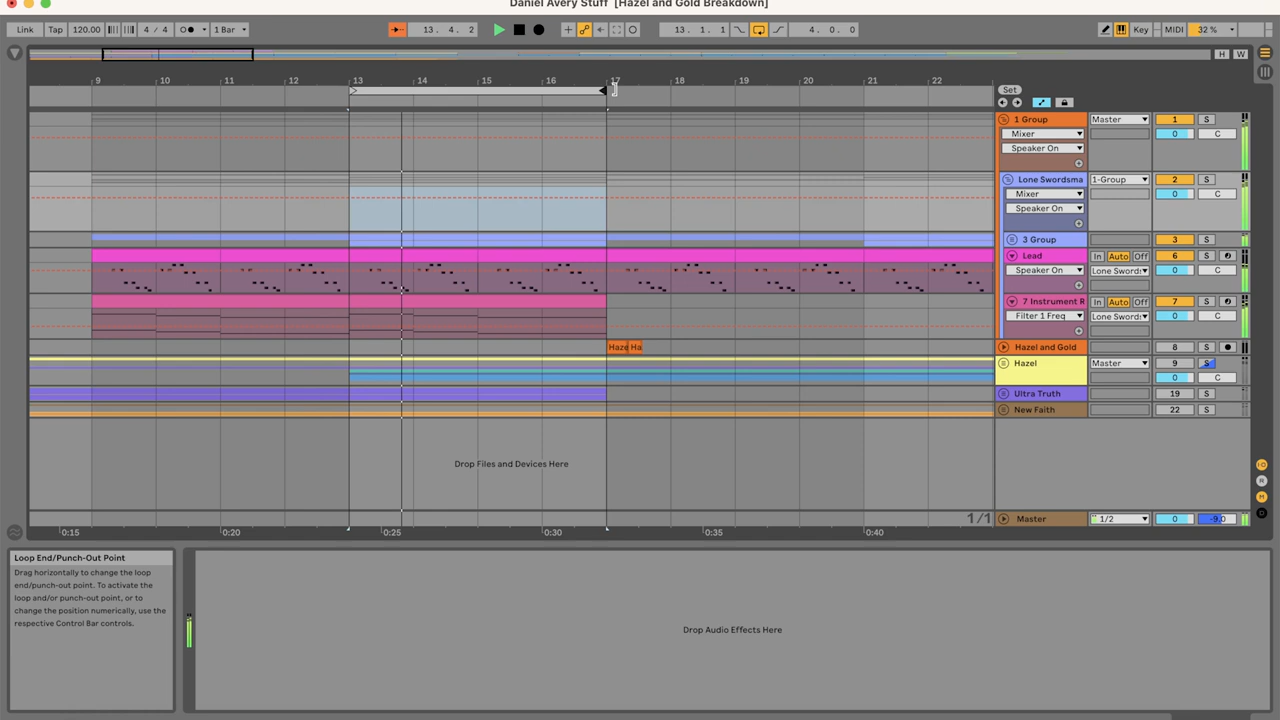 Daniel Avery Stuff [Hazel and Gold Breakdown]
Link Tap 120.00 4 / 4 1 Bar 13. 4. 2 13. 1. 1 4. 0. 0 Key MIDI 32 %
H W
9 10 11 12 13 14 15 16 17 18 19 20 21 22
Set
1 Group Master 1 S
Mixer 0 C
Speaker On
Lone Swordsma 1-Group 2 S
Mixer 0 C
Speaker On
3 Group 3 S
Lead In Auto Off 6 S
Speaker On Lone Sword: 0 C
7 Instrument R In Auto Off 7 S
Filter 1 Freq Lone Sword: 0 C
Haze Ha Hazel and Gold 8 S
Hazel Master 9 S
0 C
Ultra Truth 19 S
New Faith 22 S
Drop Files and Devices Here
1/1 Master 1/2 0 -9.0
0:15 0:20 0:25 0:30 0:35 0:40
Loop End/Punch-Out Point
Drag horizontally to change the loop
end/punch-out point. To activate the
loop and/or punch-out point, or to
change the position numerically, use the
respective Control Bar controls.
Drop Audio Effects Here